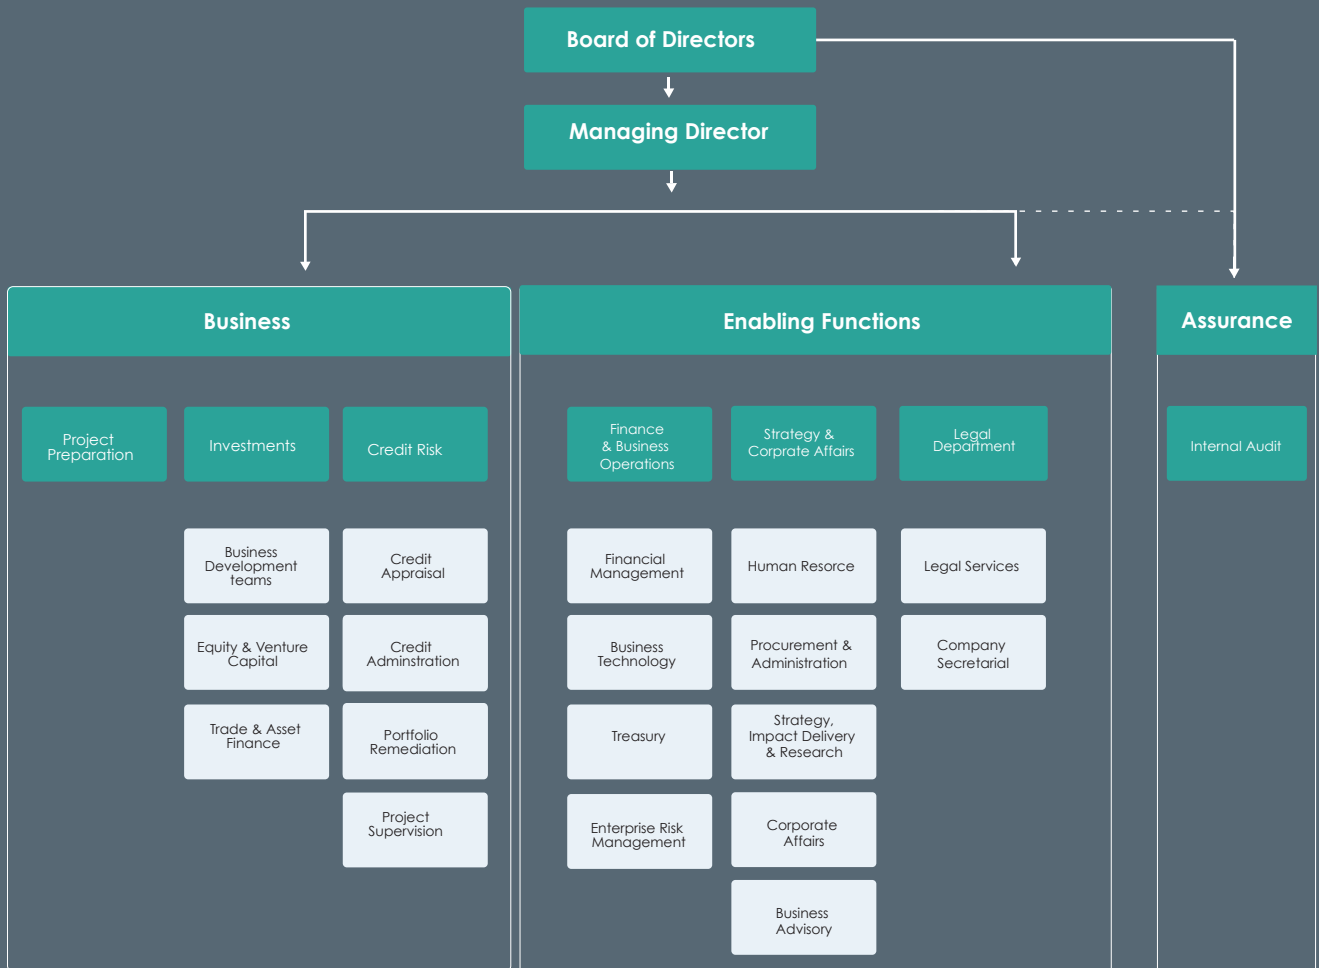 Board of Directors
Managing Director
Business
Enabling Functions
Assurance
Project
Preparation
Investments
Credit Risk
Finance
& Business
Operations
Strategy &
Corprate Affairs
Legal
Department
Internal Audit
Business
Development
teams
Equity & Venture
Capital
Trade & Asset
Finance
Credit
Appraisal
Credit
Adminstration
Portfolio
Remediation
Project
Supervision
Financial
Management
Business
Technology
Treasury
Enterprise Risk
Management
Human Resorce
Procurement &
Administration
Strategy,
Impact Delivery
& Research
Corporate
Affairs
Business
Advisory
Legal Services
Company
Secretarial